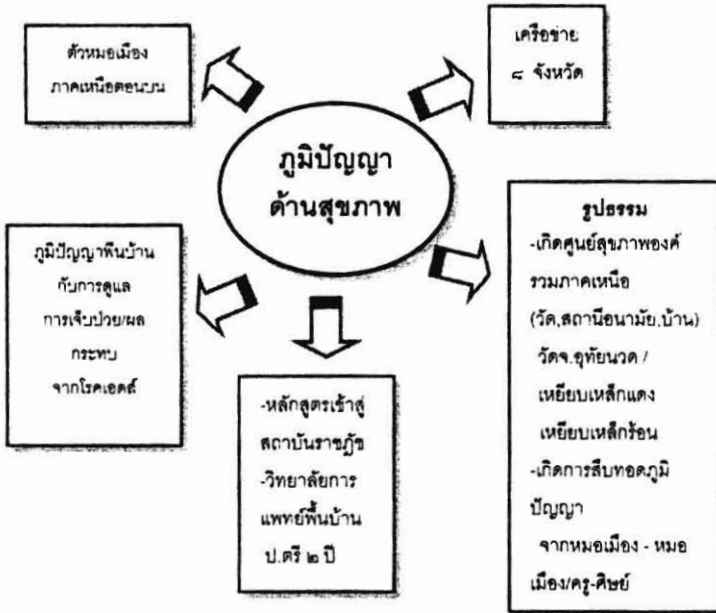 ตัวหมอเมือง
ภาคเหนือตอนบน
เครือข่าย
๘ จังหวัด
ภูมิปัญญา
ด้านสุขภาพ
ภูมิปัญญาพื้นบ้าน
กับการดูแล
การเจ็บป่วย/ผล
กระทบ
จากโรคเอดส์
-หลักสูตรเข้าสู่
สถาบันราชภัฏ
-วิทยาลัยการ
แพทย์พื้นบ้าน
ป.ตรี ๒ ปี
รูปธรรม
-เกิดศูนย์สุขภาพองค์
รวมภาคเหนือ
(วัด,สถานีอนามัย,บ้าน)
วัดจ.อุทัยนวด /
เหยียบเหล็กแดง
เหยียบเหล็กร้อน
-เกิดการสืบทอดภูมิ
ปัญญา
จากหมอเมือง - หมอ
เมือง/ครู-ศิษย์